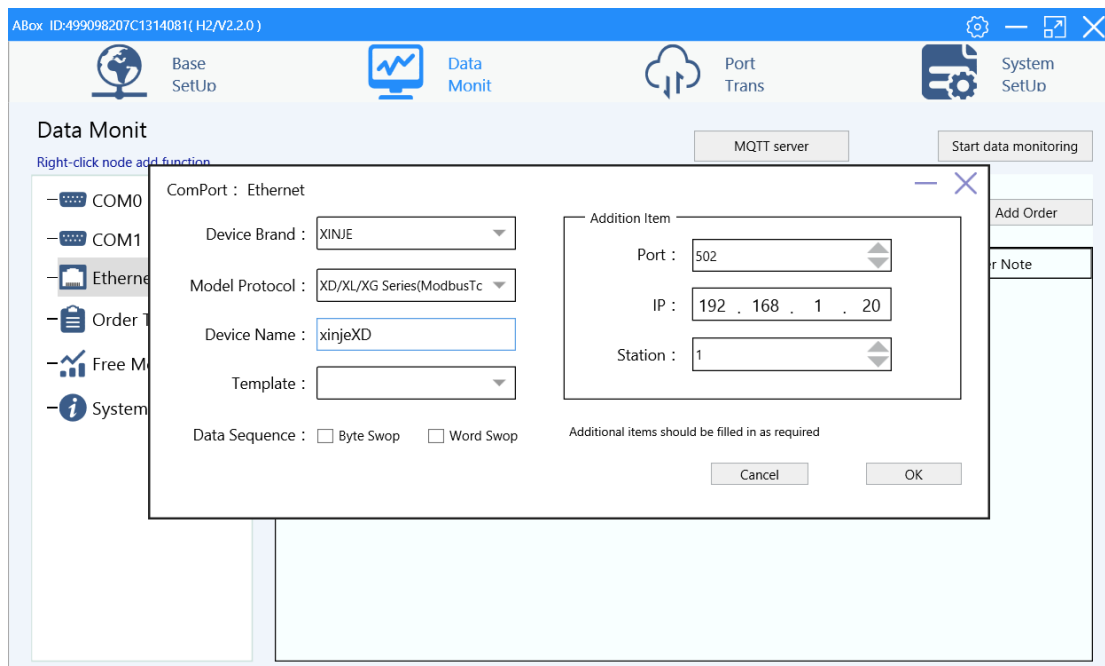 ABox ID:499098207C1314081( H2/V2.2.0 )
Base
SetUp
Data
Monit
Port
Trans
System
SetUp
Data Monit
MQTT server
Start data monitoring
Right-click node add function
COM0
COM1
Etherne
Order T
Free Mo
System
Add Order
r Note
ComPort : Ethernet
Device Brand : XINJE
Model Protocol : XD/XL/XG Series(ModbusTc
Device Name : xinjeXD
Template :
Data Sequence : Byte Swop Word Swop
Addition Item
Port : 502
IP : 192 . 168 . 1 . 20
Station : 1
Additional items should be filled in as required
Cancel
OK